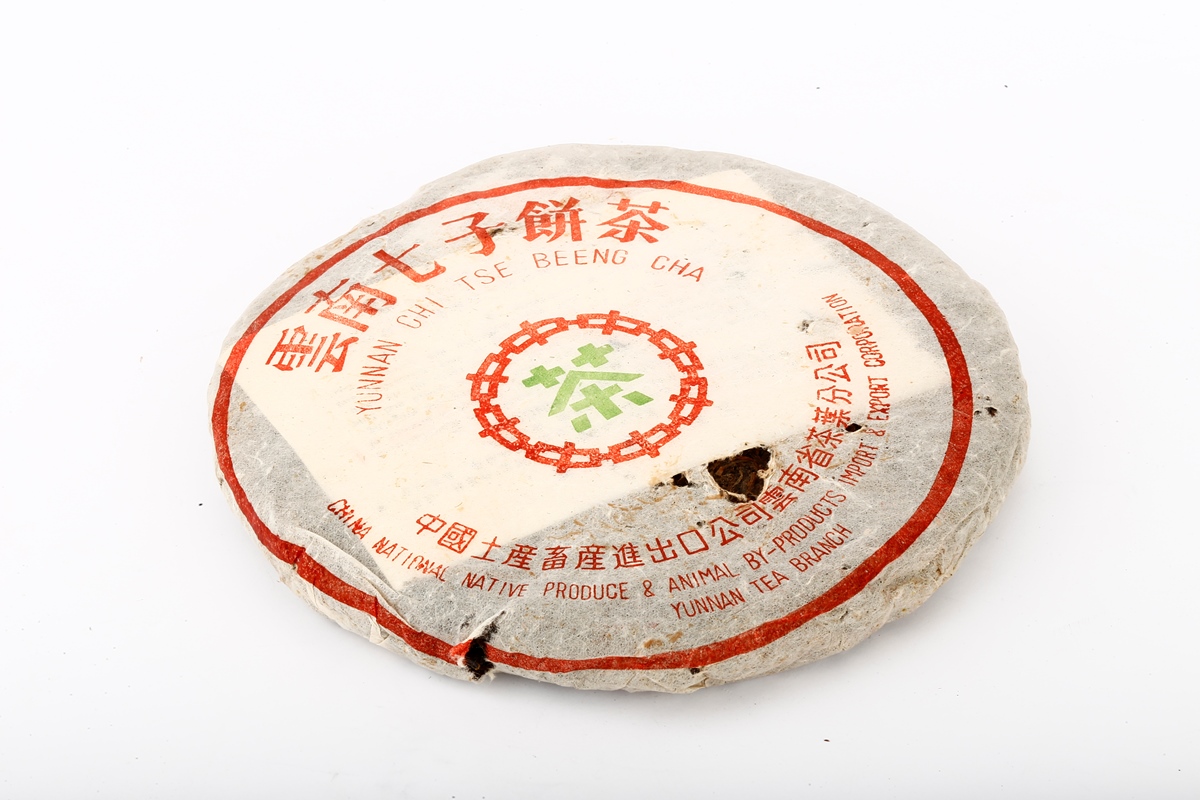 雲南七子餅茶
YUNNAN CHI TSE BEENG CHA
茶
中國土産畜産進出口公司雲南省茶葉分公司
CHINA NATIONAL NATIVE PRODUCE & ANIMAL BY-PRODUCTS IMPORT & EXPORT CORPORATION
YUNNAN TEA BRANCH